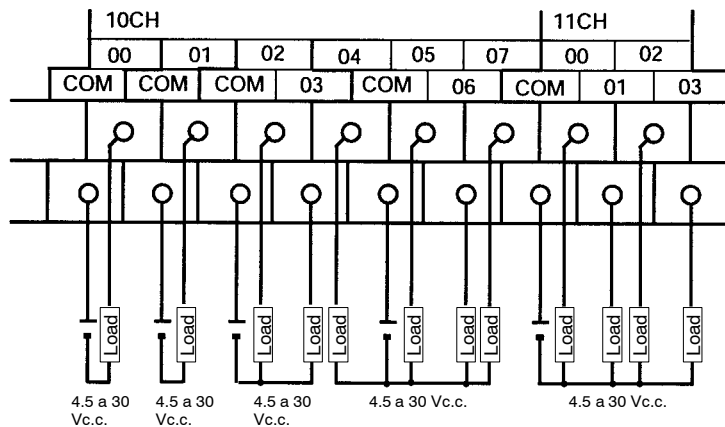 10CH 11CH
00 01 02 04 05 07 00 02
COM COM COM 03 COM 06 COM 01 03
Load Load Load Load Load Load Load Load Load Load Load Load
4.5 a 30 4.5 a 30 4.5 a 30 4.5 a 30 Vc.c. 4.5 a 30 Vc.c.
Vc.c. Vc.c. Vc.c.